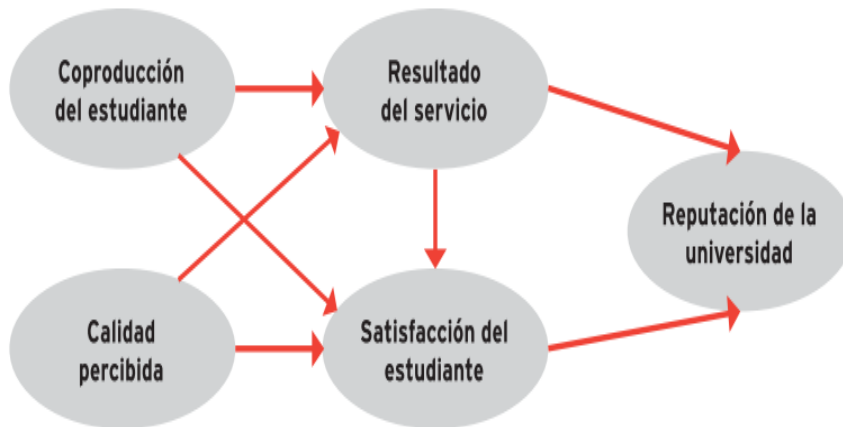 Coproducción
del estudiante
Resultado
del servicio
Reputación de la
universidad
Calidad
percibida
Satisfacción del
estudiante